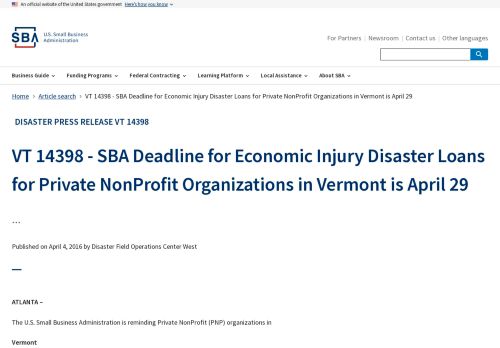 An official website of the United States government Here's how you know
SBA U.S. Small Business Administration
For Partners Newsroom Contact us Other languages
Business Guide Funding Programs Federal Contracting Learning Platform Local Assistance About SBA
Home Article search VT 14398 - SBA Deadline for Economic Injury Disaster Loans for Private NonProfit Organizations in Vermont is April 29
DISASTER PRESS RELEASE VT 14398
VT 14398 - SBA Deadline for Economic Injury Disaster Loans
for Private NonProfit Organizations in Vermont is April 29
...
Published on April 4, 2016 by Disaster Field Operations Center West
ATLANTA –
The U.S. Small Business Administration is reminding Private NonProfit (PNP) organizations in
Vermont